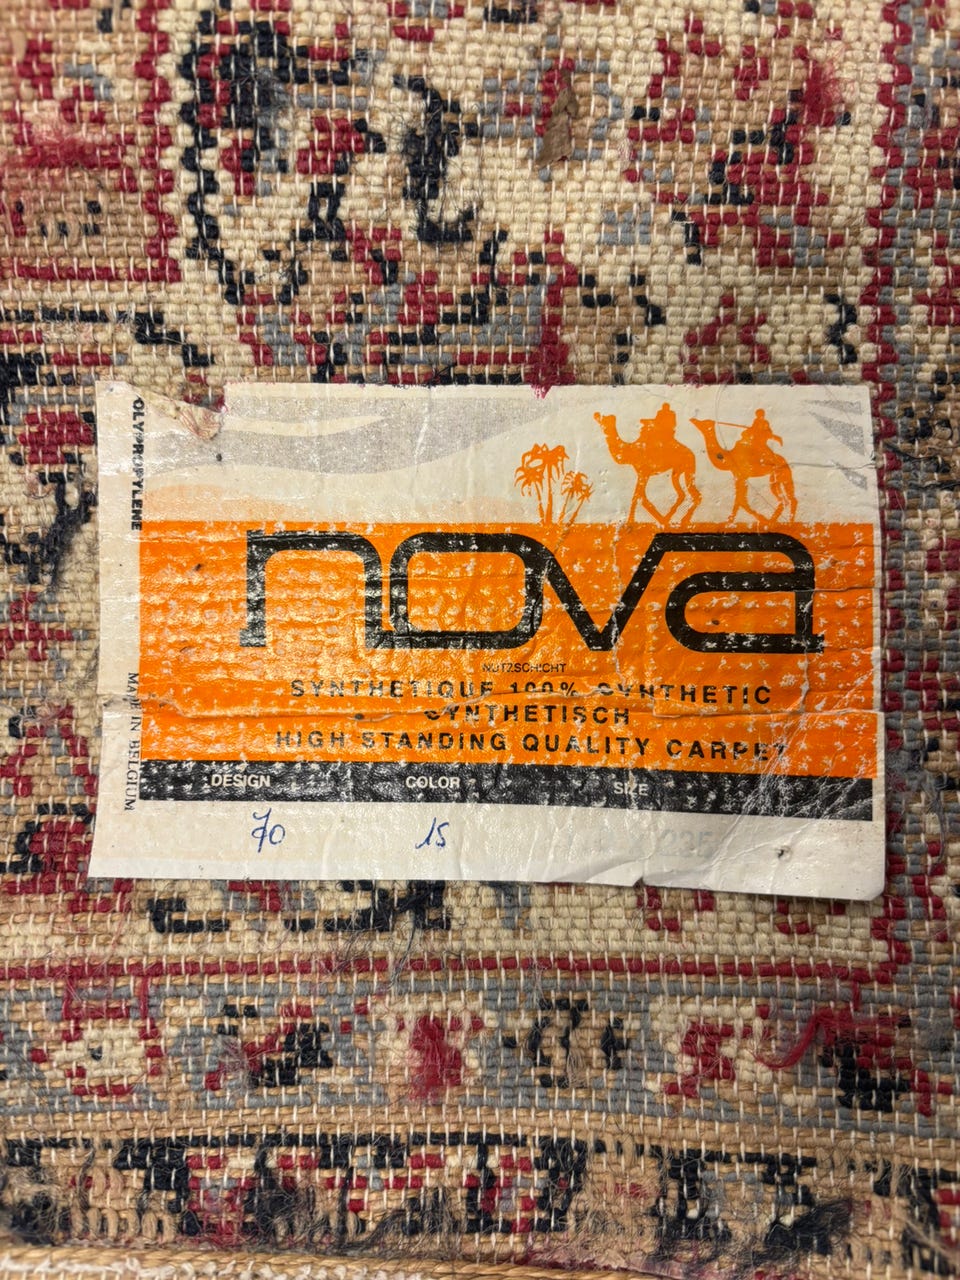 POLYPROPYLENE
MADE IN BELGIUM
nova
NUTZSCHICHT
SYNTHETIQUE 100% SYNTHETIC
SYNTHETISCH
HIGH STANDING QUALITY CARPET
DESIGN COLOR SIZE
70 15